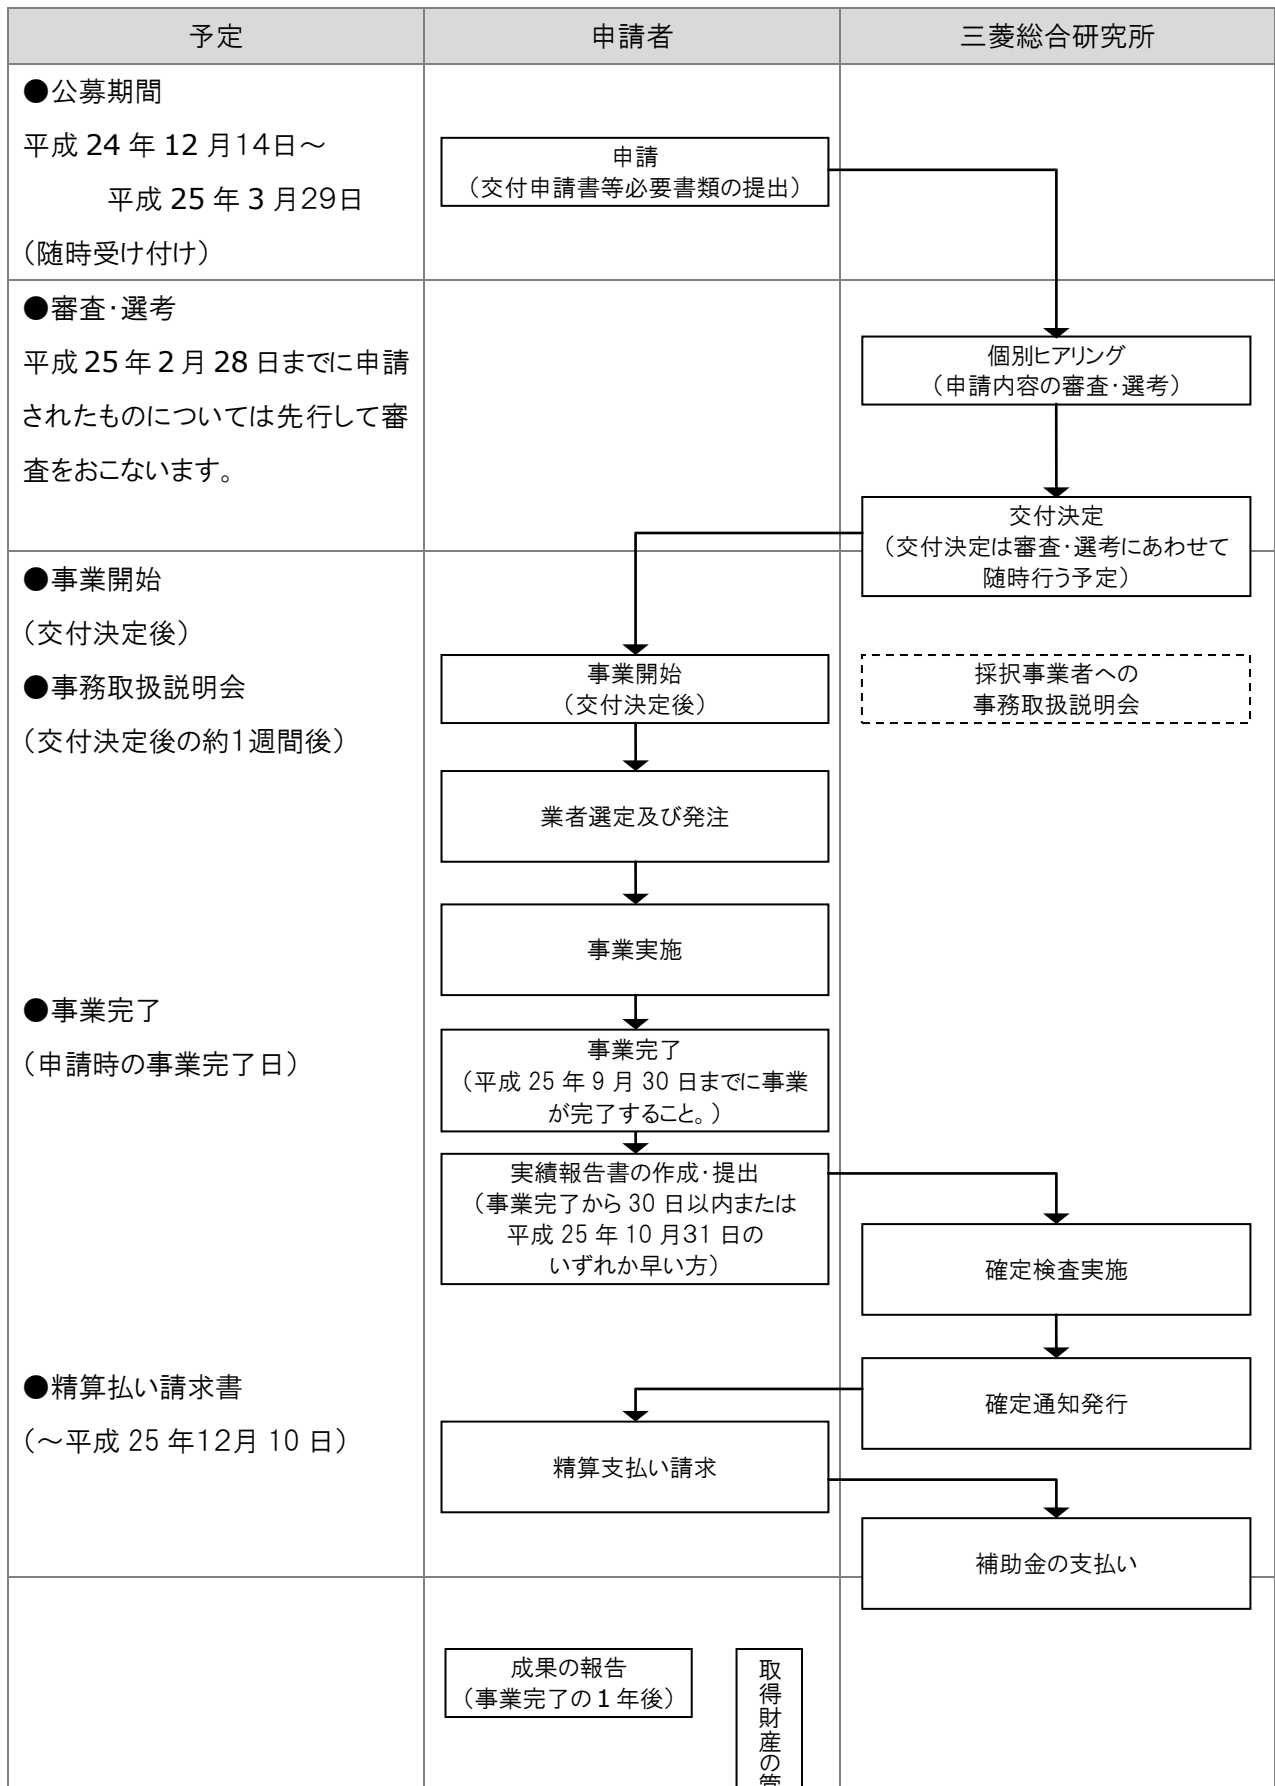 予定
申請者
三菱総合研究所
●公募期間
平成 24 年 12 月14日～
平成 25 年 3 月29日
（随時受け付け）
申請
（交付申請書等必要書類の提出）
●審査・選考
平成 25 年 2 月 28 日までに申請
されたものについては先行して審
査をおこないます。
個別ヒアリング
（申請内容の審査・選考）
交付決定
（交付決定は審査・選考にあわせて
随時行う予定）
●事業開始
（交付決定後）
●事務取扱説明会
（交付決定後の約1週間後）
事業開始
（交付決定後）
採択事業者への
事務取扱説明会
業者選定及び発注
事業実施
●事業完了
（申請時の事業完了日）
事業完了
（平成 25 年 9 月 30 日までに事業
が完了すること。）
実績報告書の作成・提出
（事業完了から 30 日以内または
平成 25 年 10 月31 日の
いずれか早い方）
確定検査実施
確定通知発行
●精算払い請求書
（～平成 25 年12月 10 日）
精算支払い請求
補助金の支払い
成果の報告
（事業完了の 1 年後）
取得財産の管